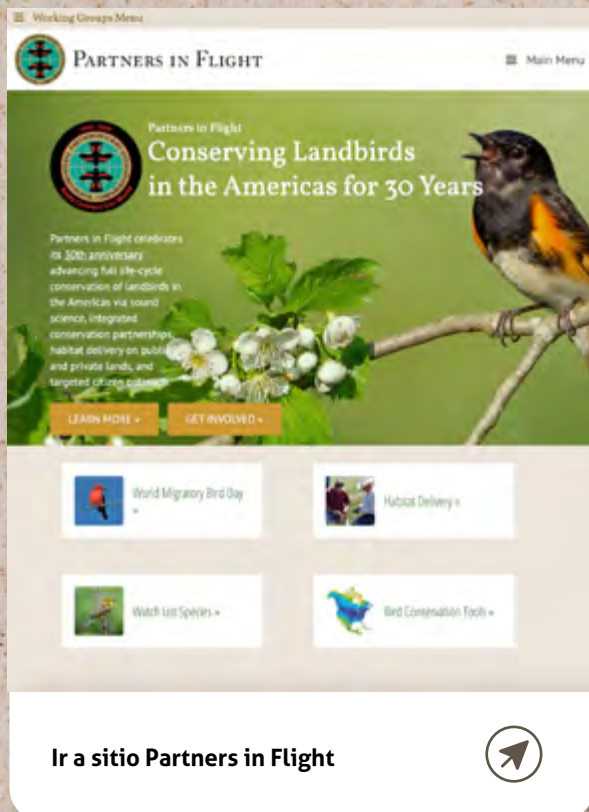 Working Groups Menu
PARTNERS IN FLIGHT
Main Menu
Partners in Flight
Conserving Landbirds
in the Americas for 30 Years
Partners in Flight celebrates
its 30th anniversary
advancing full life-cycle
conservation of landbirds in
the Americas via sound
science, integrated
conservation partnerships,
habitat delivery on public
and private lands, and
targeted citizen outreach.
LEARN MORE »
GET INVOLVED »
World Migratory Bird Day
»
Habitat Delivery »
Watch List Species »
Bird Conservation Tools »
Ir a sitio Partners in Flight